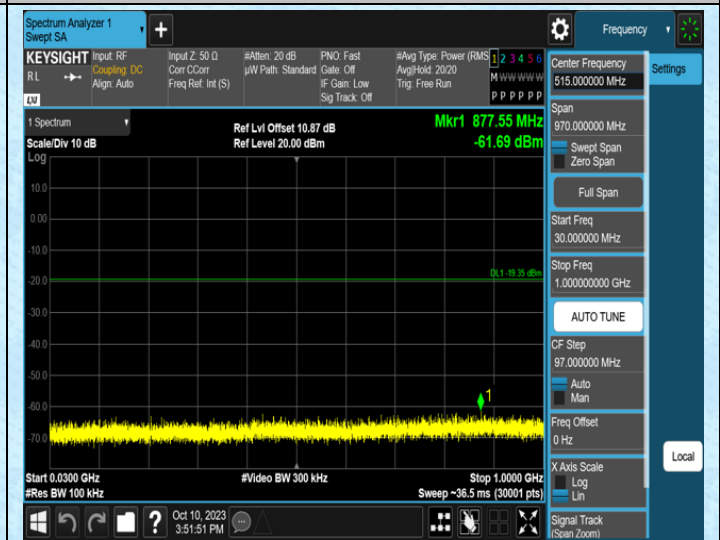 Spectrum Analyzer 1
Swept SA
+
Frequency
KEYSIGHT
RL
LXI
Input: RF
Coupling: DC
Align: Auto
Input Z: 50 Ω
Corr CCorr
Freq Ref: Int (S)
#Atten: 20 dB
µW Path: Standard
PNO: Fast
Gate: Off
IF Gain: Low
Sig Track: Off
#Avg Type: Power (RMS
Avg|Hold: 20/20
Trig: Free Run
1 2 3 4 5 6
M W W W W W
P P P P P P
1 Spectrum
Scale/Div 10 dB
Log
Ref Lvl Offset 10.87 dB
Ref Level 20.00 dBm
Mkr1 877.55 MHz
-61.69 dBm
10.0
0.00
-10.0
-20.0
-30.0
-40.0
-50.0
-60.0
-70.0
DL1 -19.35 dBm
1
Start 0.0300 GHz
#Res BW 100 kHz
#Video BW 300 kHz
Stop 1.0000 GHz
Sweep ~36.5 ms (30001 pts)
?
Oct 10, 2023
3:51:51 PM
Center Frequency
515.000000 MHz
Span
970.000000 MHz
Swept Span
Zero Span
Full Span
Start Freq
30.000000 MHz
Stop Freq
1.000000000 GHz
AUTO TUNE
CF Step
97.000000 MHz
Auto
Man
Freq Offset
0 Hz
X Axis Scale
Log
Lin
Signal Track
(Span Zoom)
Settings
Local